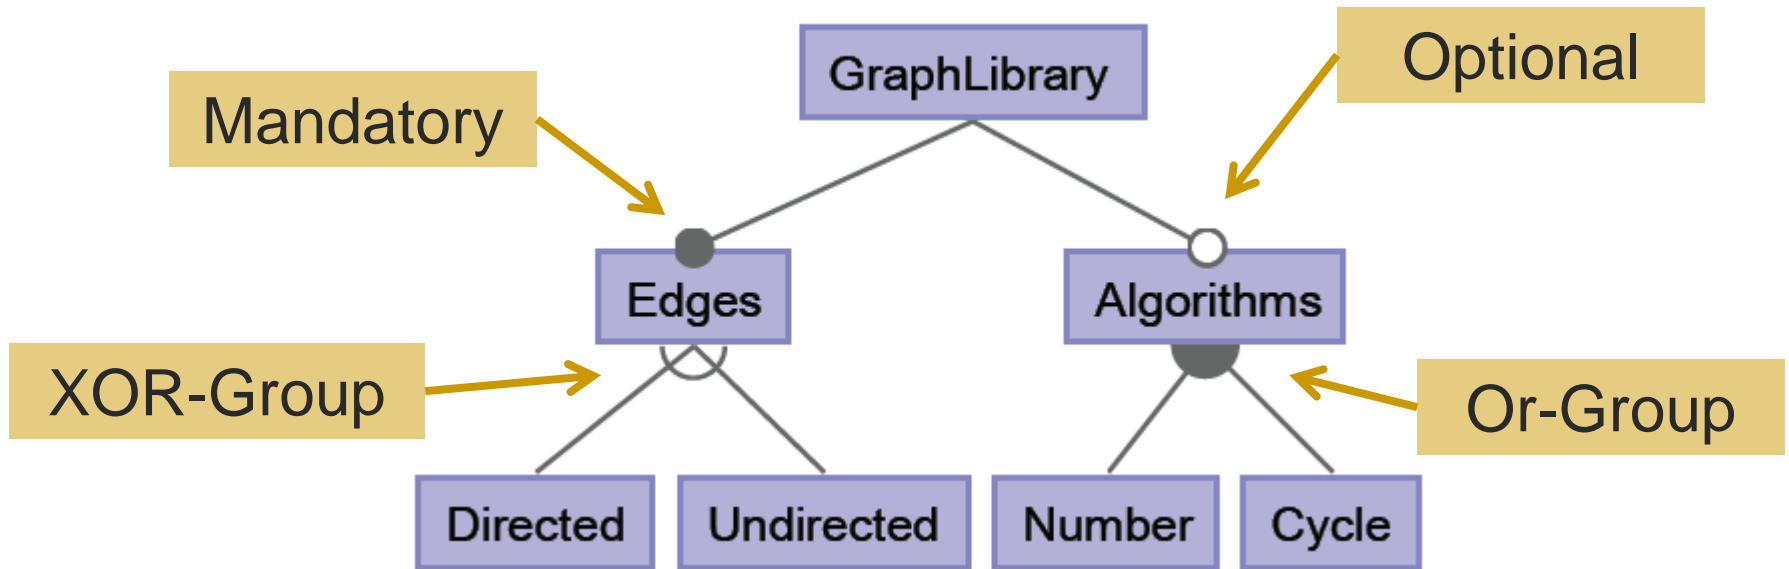 GraphLibrary
Optional
Mandatory
Edges
Algorithms
XOR-Group
Or-Group
Directed
Undirected
Number
Cycle